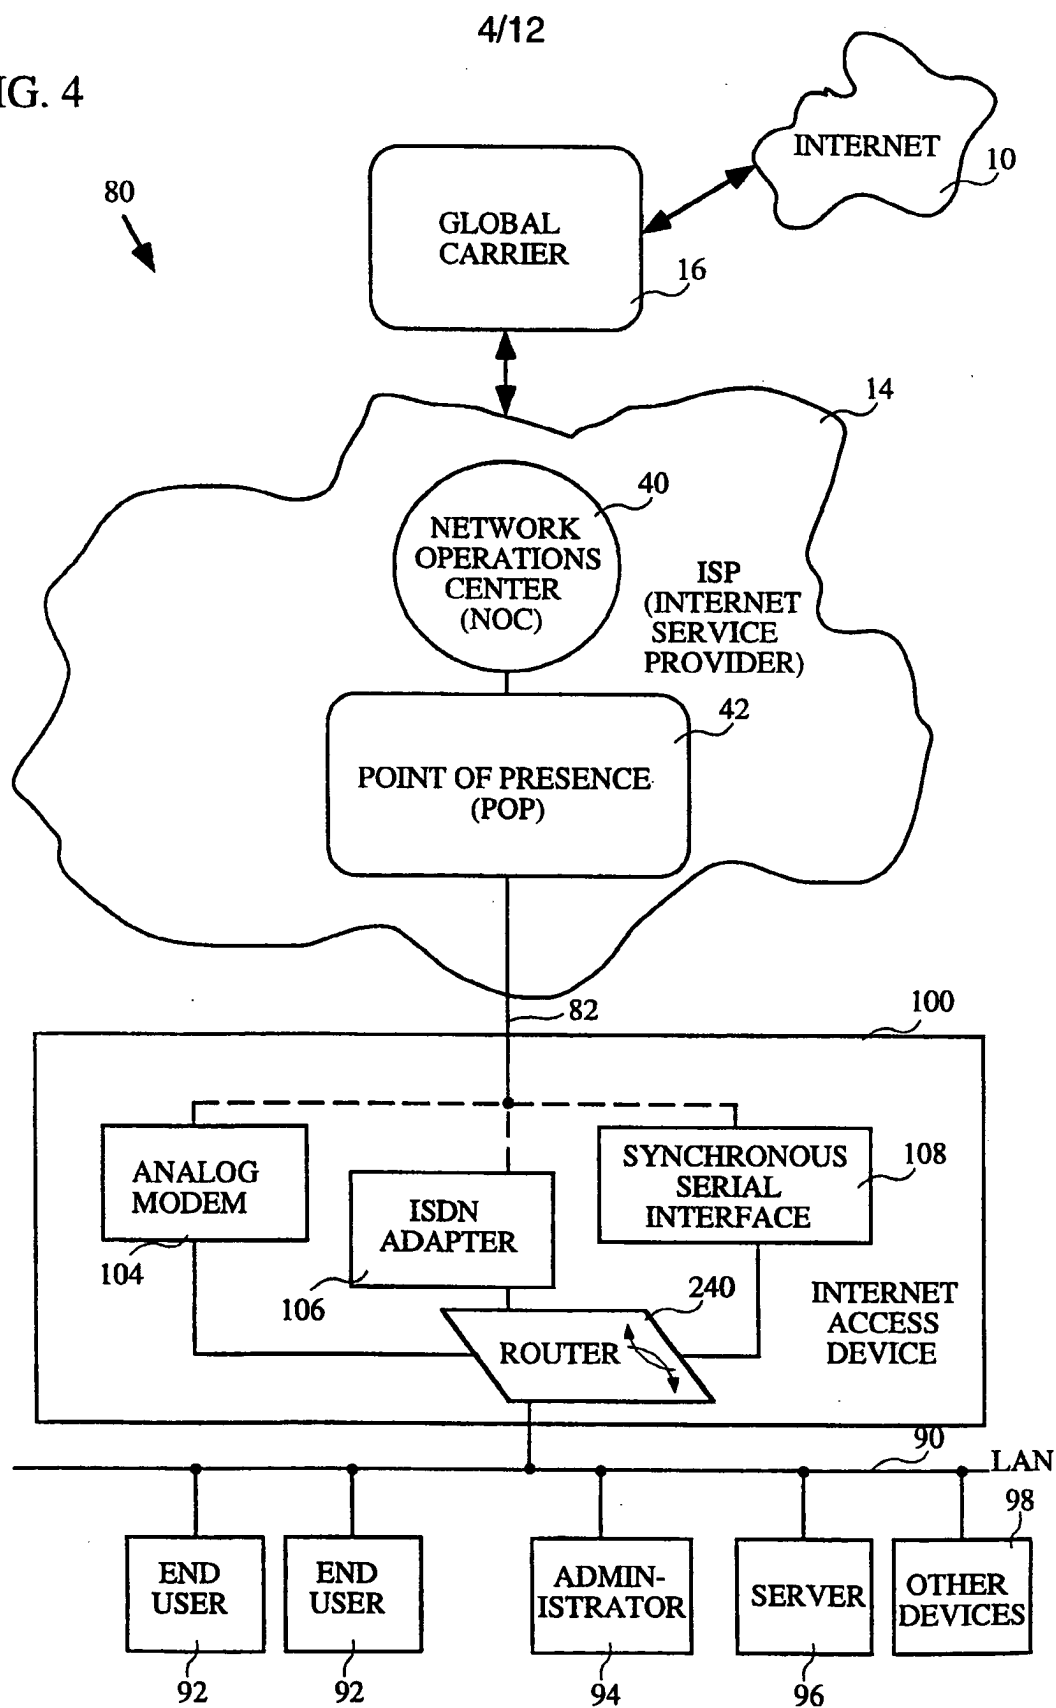 4/12
IG. 4
80
INTERNET
10
GLOBAL
CARRIER
16
14
40
NETWORK
OPERATIONS
CENTER
(NOC)
ISP
(INTERNET
SERVICE
PROVIDER)
42
POINT OF PRESENCE
(POP)
82
100
ANALOG
MODEM
104
ISDN
ADAPTER
106
SYNCHRONOUS
SERIAL
INTERFACE
108
240
ROUTER
INTERNET
ACCESS
DEVICE
90
LAN
98
END
USER
92
END
USER
92
ADMIN-
ISTRATOR
94
SERVER
96
OTHER
DEVICES